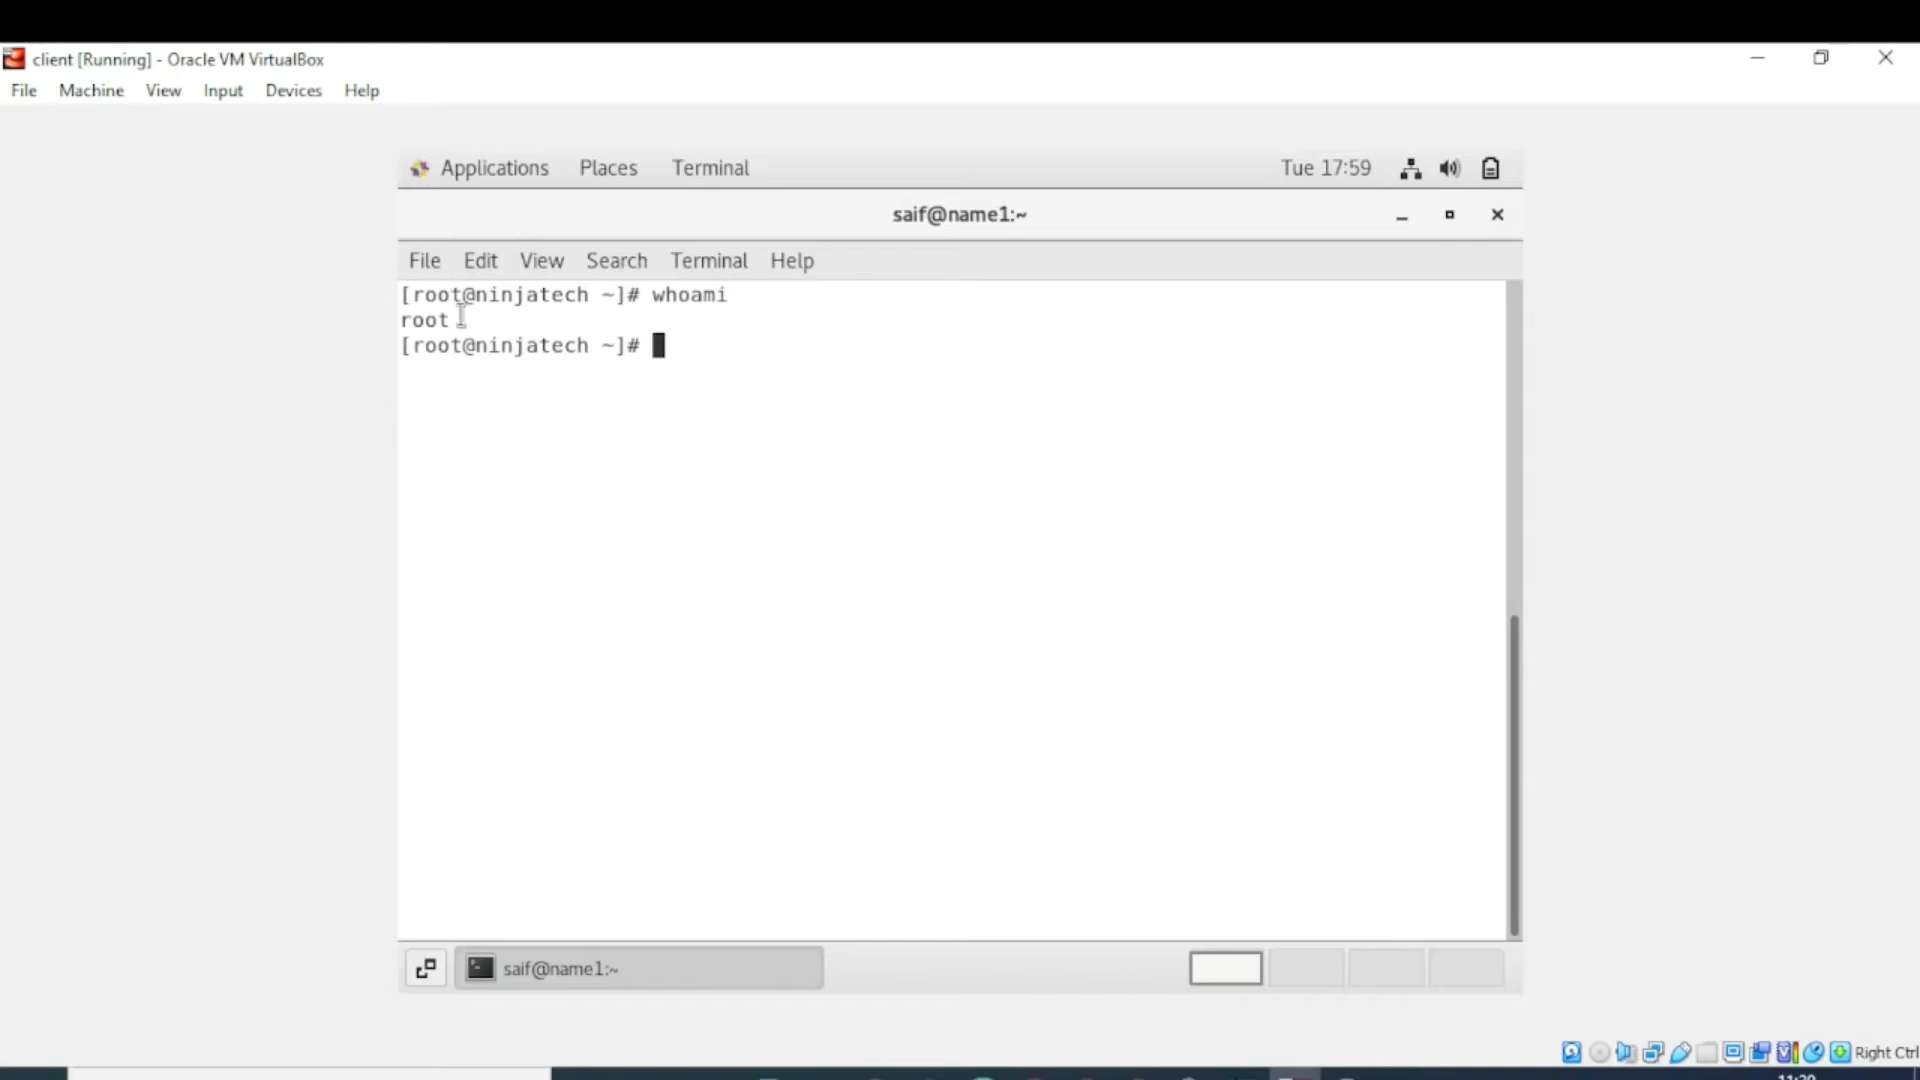 client [Running] - Oracle VM VirtualBox
File Machine View Input Devices Help
Applications Places Terminal Tue 17:59
saif@name1:~
File Edit View Search Terminal Help
[root@ninjatech ~]# whoami
root
[root@ninjatech ~]#
saif@name1:~
Right Ctrl